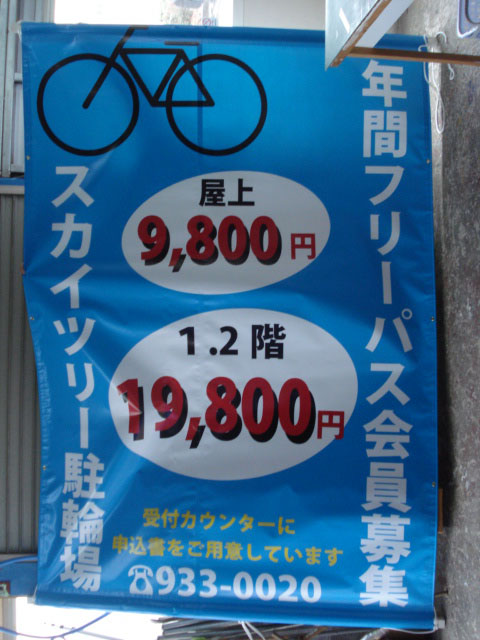 年間フリーパス会員募集
スカイツリー駐輪場
屋上
9,800円
1.2階
19,800円
受付カウンターに
申込書をご用意しています
☎933-0020